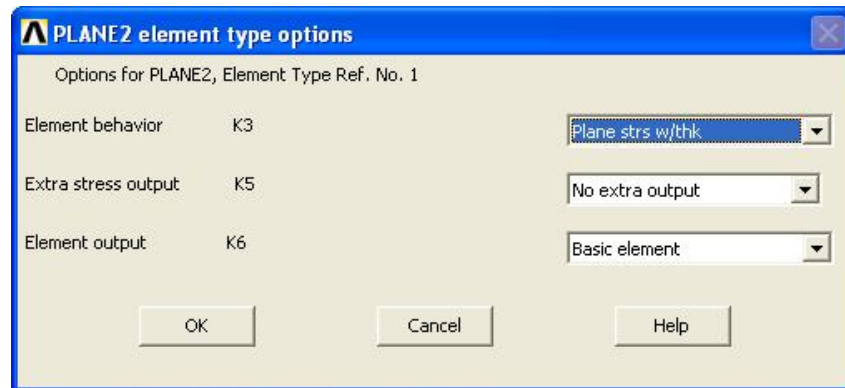 PLANE2 element type options
Options for PLANE2, Element Type Ref. No. 1
Element behavior K3 Plane strs w/thk
Extra stress output K5 No extra output
Element output K6 Basic element
OK Cancel Help